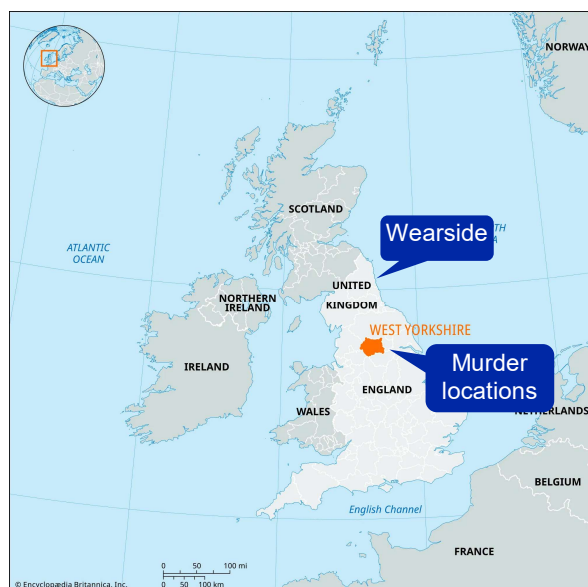 NORWAY
SCOTLAND
Wearside
ATLANTIC
OCEAN
UNITED
KINGDOM
NORTHERN
IRELAND
WEST YORKSHIRE
IRELAND
Murder
locations
ENGLAND
WALES
NETHERLANDS
BELGIUM
English Channel
FRANCE
0 50 100 mi
0 50 100 km
© Encyclopædia Britannica, Inc.